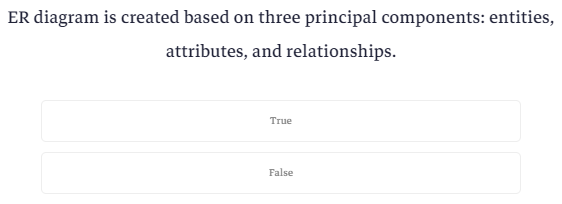 ER diagram is created based on three principal components: entities,
attributes, and relationships.
True
False